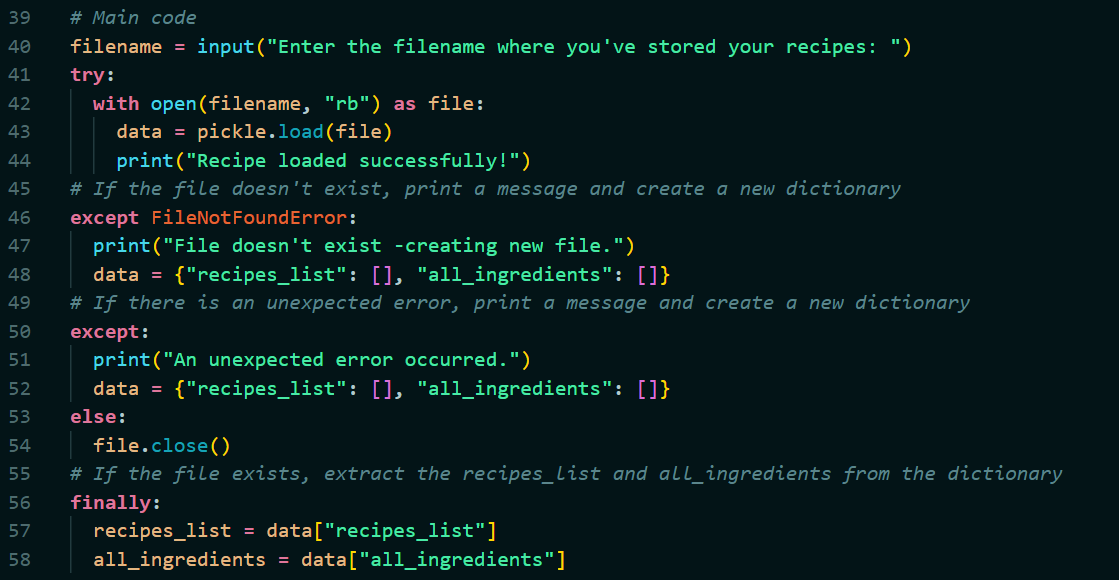 39 # Main code
40 filename = input("Enter the filename where you've stored your recipes: ")
41 try:
42   with open(filename, "rb") as file:
43     data = pickle.load(file)
44     print("Recipe loaded successfully!")
45 # If the file doesn't exist, print a message and create a new dictionary
46 except FileNotFoundError:
47   print("File doesn't exist -creating new file.")
48   data = {"recipes_list": [], "all_ingredients": []}
49 # If there is an unexpected error, print a message and create a new dictionary
50 except:
51   print("An unexpected error occurred.")
52   data = {"recipes_list": [], "all_ingredients": []}
53 else:
54   file.close()
55 # If the file exists, extract the recipes_list and all_ingredients from the dictionary
56 finally:
57   recipes_list = data["recipes_list"]
58   all_ingredients = data["all_ingredients"]